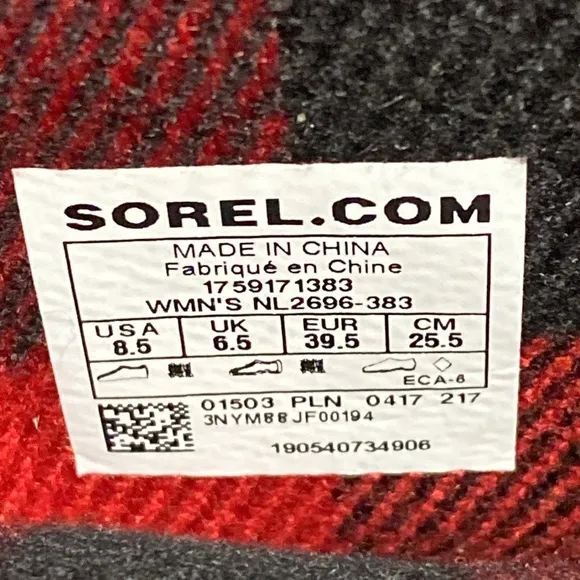 SOREL.COM
MADE IN CHINA
Fabriqué en Chine
1759171383
WMN'S NL2696-383
USA UK EUR CM
8.5 6.5 39.5 25.5
ECA-6
01503 PLN 0417 217
3NYM88JF00194
190540734906